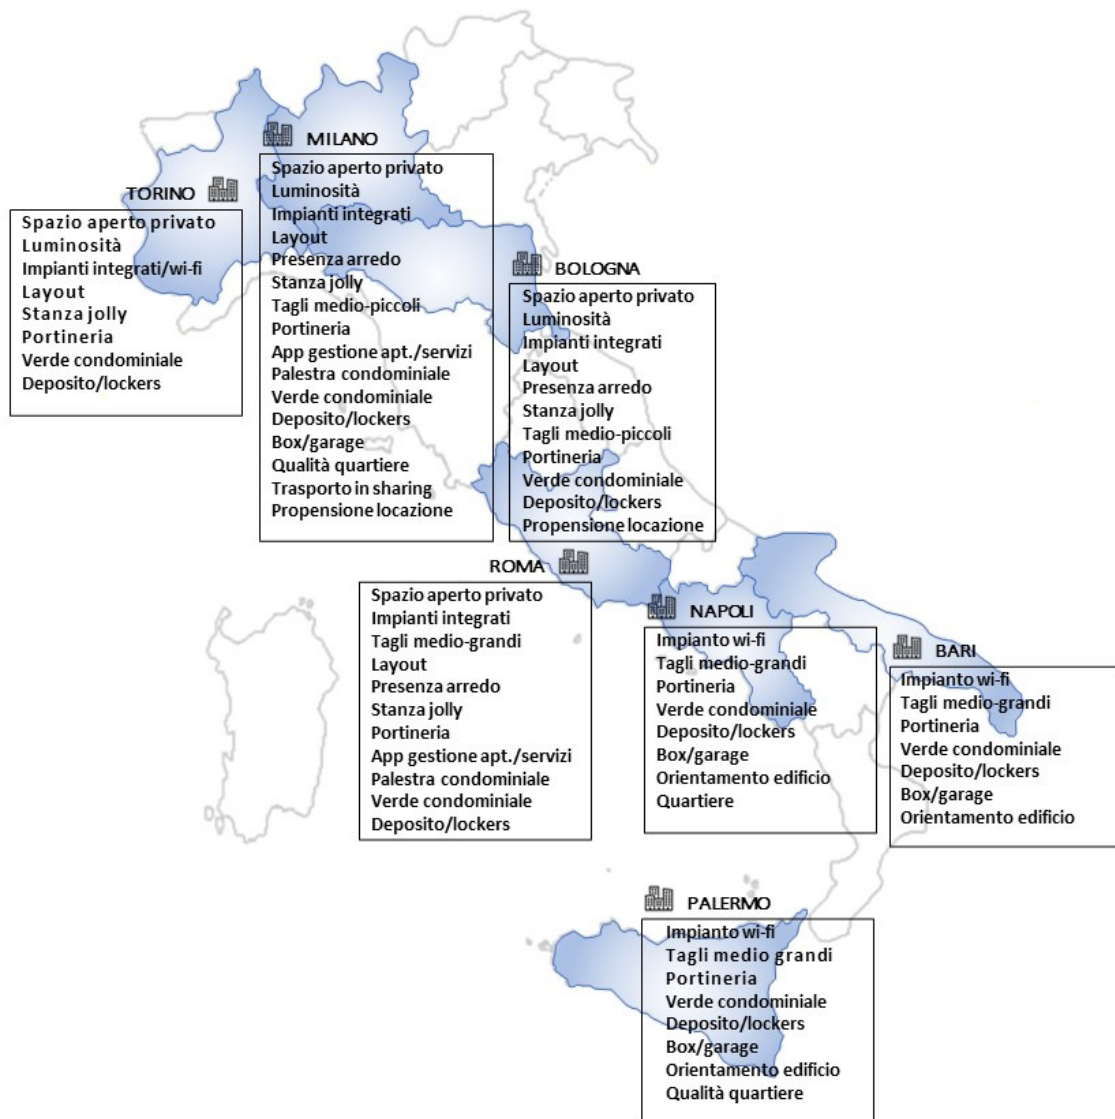 MILANO
Spazio aperto privato
Luminosità
Impianti integrati
Layout
Presenza arredo
Stanza jolly
Tagli medio-piccoli
Portineria
App gestione apt./servizi
Palestra condominiale
Verde condominiale
Deposito/lockers
Box/garage
Qualità quartiere
Trasporto in sharing
Propensione locazione
TORINO
Spazio aperto privato
Luminosità
Impianti integrati/wi-fi
Layout
Stanza jolly
Portineria
Verde condominiale
Deposito/lockers
BOLOGNA
Spazio aperto privato
Luminosità
Impianti integrati
Layout
Presenza arredo
Stanza jolly
Tagli medio-piccoli
Portineria
Verde condominiale
Deposito/lockers
Propensione locazione
ROMA
Spazio aperto privato
Impianti integrati
Tagli medio-grandi
Layout
Presenza arredo
Stanza jolly
Portineria
App gestione apt./servizi
Palestra condominiale
Verde condominiale
Deposito/lockers
NAPOLI
Impianto wi-fi
Tagli medio-grandi
Portineria
Verde condominiale
Deposito/lockers
Box/garage
Orientamento edificio
Quartiere
BARI
Impianto wi-fi
Tagli medio-grandi
Portineria
Verde condominiale
Deposito/lockers
Box/garage
Orientamento edificio
PALERMO
Impianto wi-fi
Tagli medio grandi
Portineria
Verde condominiale
Deposito/lockers
Box/garage
Orientamento edificio
Qualità quartiere